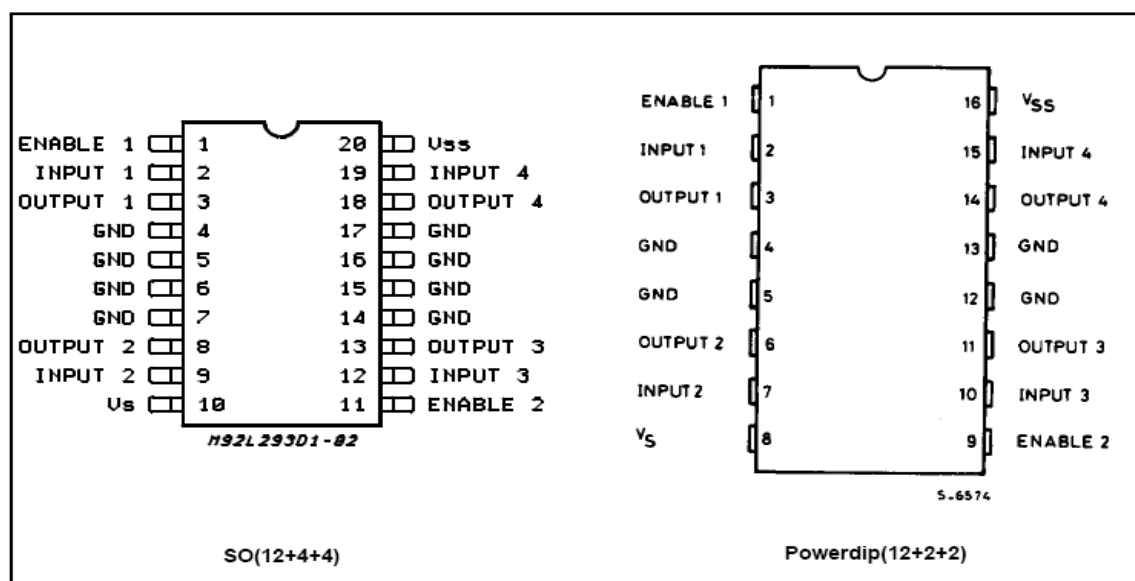 ENABLE 1 1 20 Vss
INPUT 1 2 19 INPUT 4
OUTPUT 1 3 18 OUTPUT 4
GND 4 17 GND
GND 5 16 GND
GND 6 15 GND
GND 7 14 GND
OUTPUT 2 8 13 OUTPUT 3
INPUT 2 9 12 INPUT 3
Vs 10 11 ENABLE 2
M92L293D1-02
SO(12+4+4)
ENABLE 1 1 16 VSS
INPUT 1 2 15 INPUT 4
OUTPUT 1 3 14 OUTPUT 4
GND 4 13 GND
GND 5 12 GND
OUTPUT 2 6 11 OUTPUT 3
INPUT 2 7 10 INPUT 3
VS 8 9 ENABLE 2
S-6574
Powerdip(12+2+2)